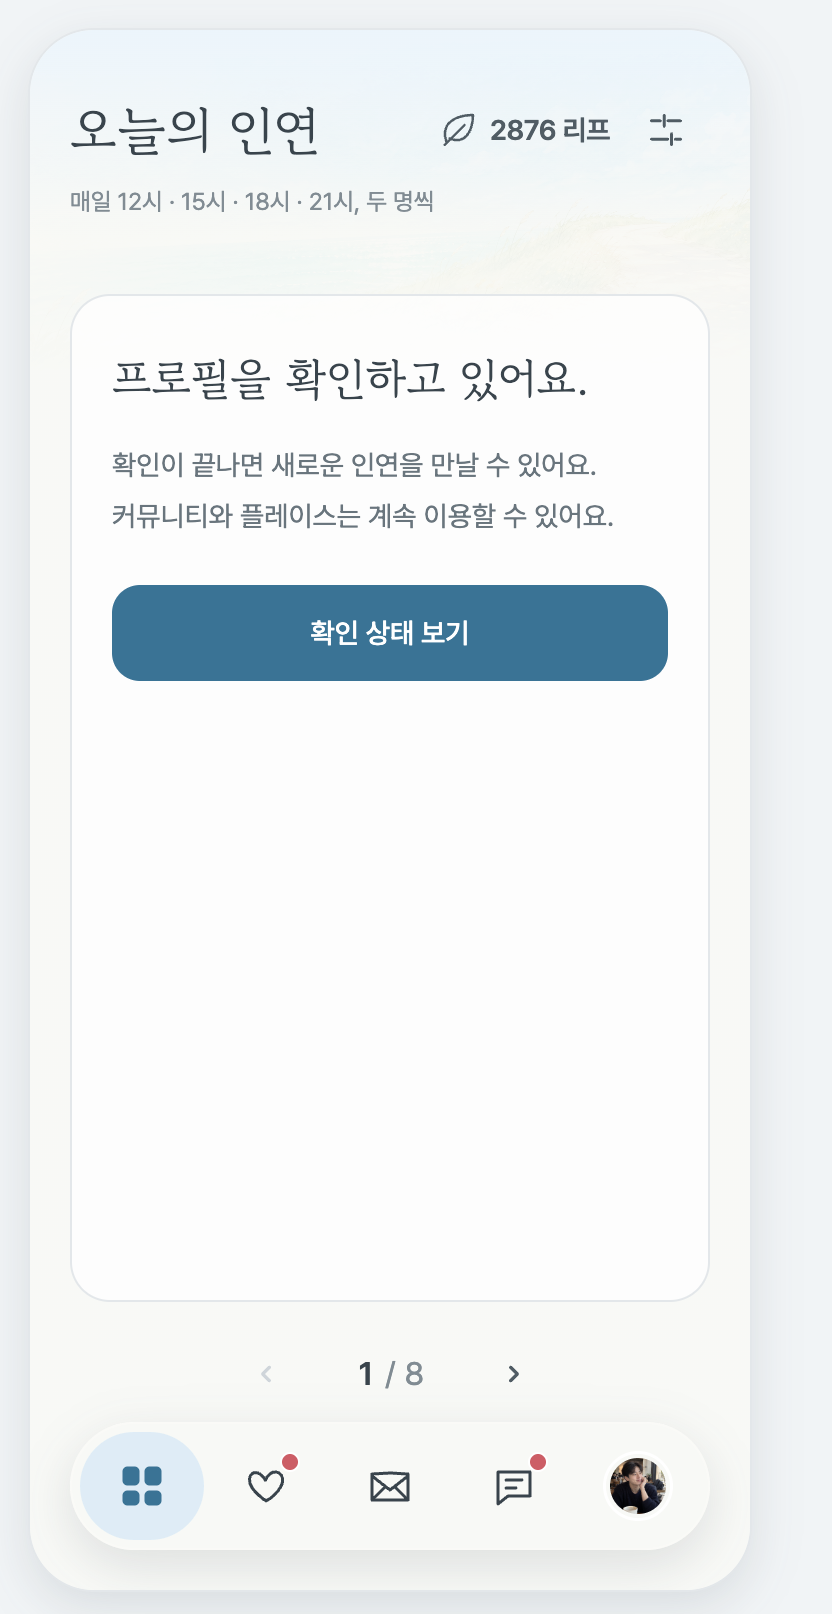 오늘의 인연
2876 리프
매일 12시 · 15시 · 18시 · 21시, 두 명씩
프로필을 확인하고 있어요.
확인이 끝나면 새로운 인연을 만날 수 있어요.
커뮤니티와 플레이스는 계속 이용할 수 있어요.
확인 상태 보기
1 / 8